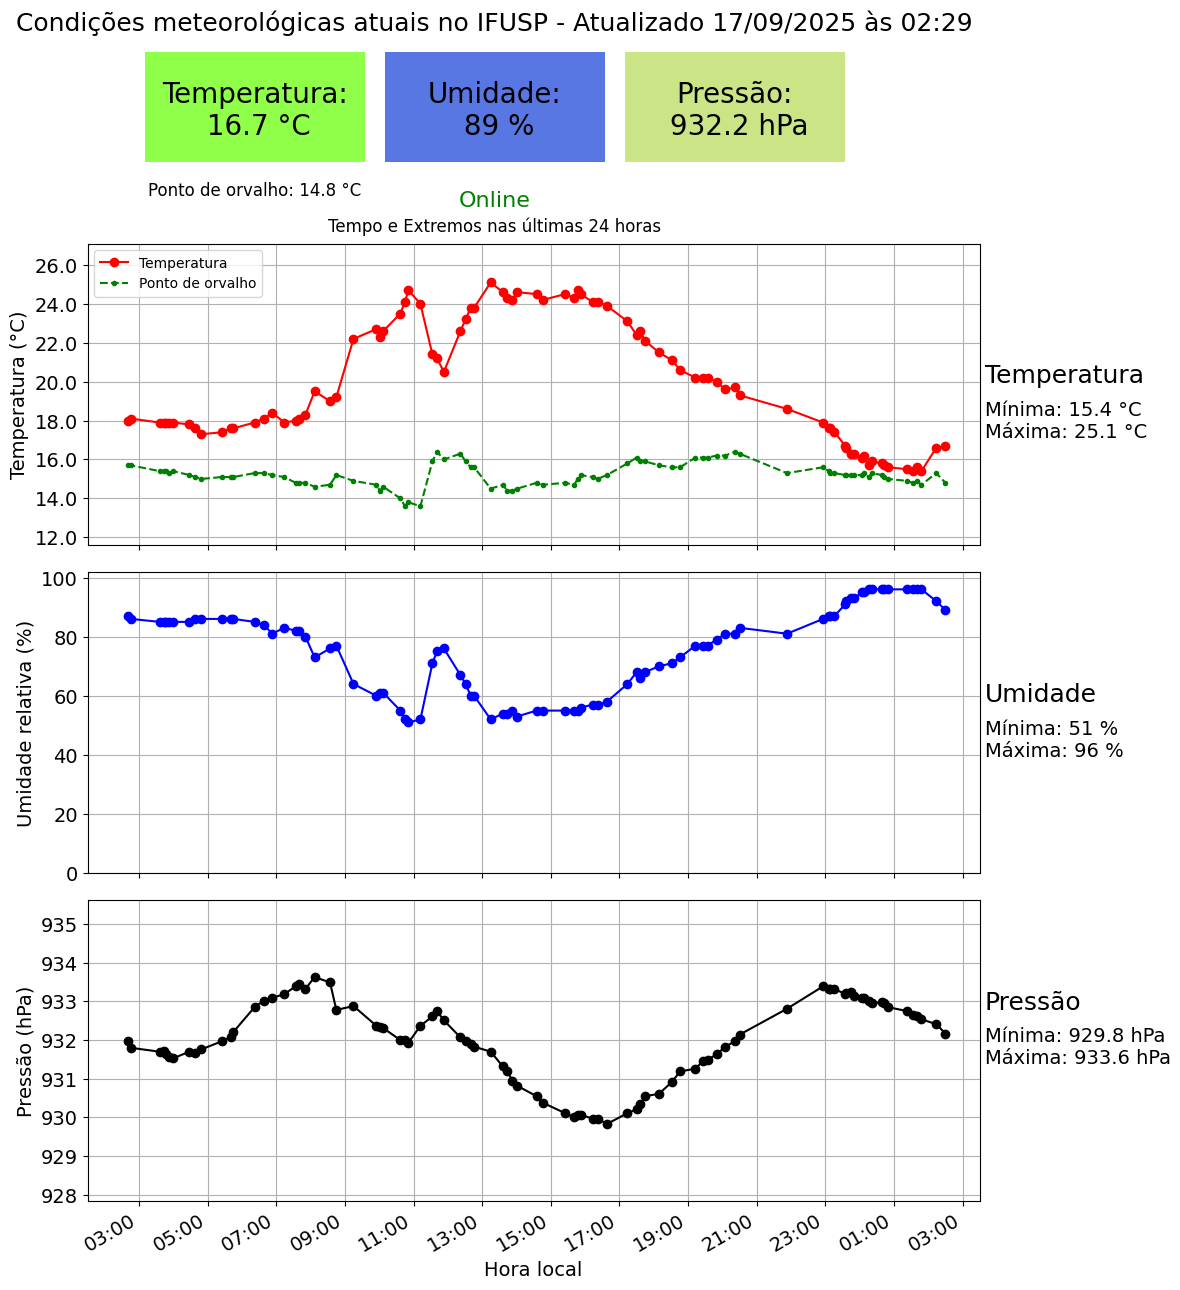 Condições meteorológicas atuais no IFUSP - Atualizado 17/09/2025 às 02:29
Temperatura:
16.7 °C
Umidade:
89 %
Pressão:
932.2 hPa
Ponto de orvalho: 14.8 °C
Online
Tempo e Extremos nas últimas 24 horas
Temperatura
Ponto de orvalho
Temperatura (°C)
26.0
24.0
22.0
20.0
18.0
16.0
14.0
12.0
Temperatura
Mínima: 15.4 °C
Máxima: 25.1 °C
Umidade relativa (%)
100
80
60
40
20
0
Umidade
Mínima: 51 %
Máxima: 96 %
Pressão (hPa)
935
934
933
932
931
930
929
928
Pressão
Mínima: 929.8 hPa
Máxima: 933.6 hPa
03:00 05:00 07:00 09:00 11:00 13:00 15:00 17:00 19:00 21:00 23:00 01:00 03:00
Hora local